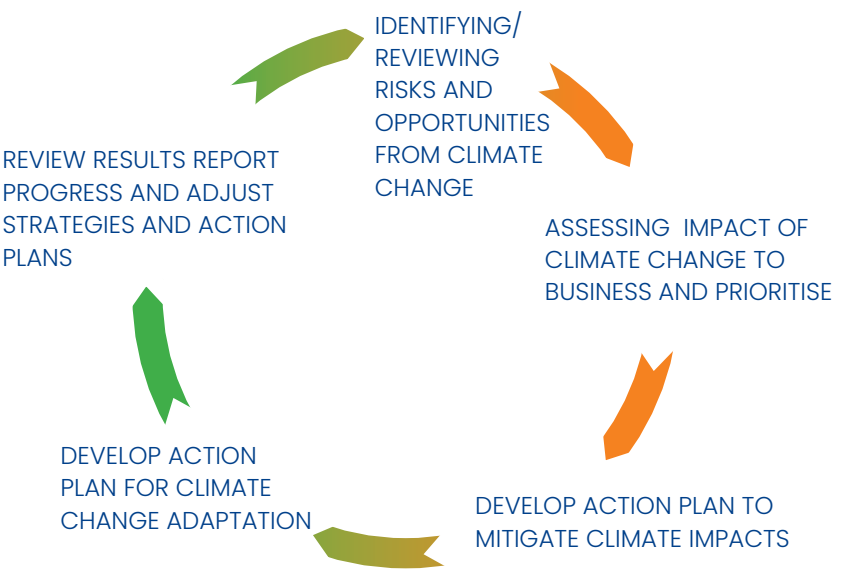 IDENTIFYING/
REVIEWING
RISKS AND
OPPORTUNITIES
FROM CLIMATE
CHANGE
ASSESSING  IMPACT OF
CLIMATE CHANGE TO
BUSINESS AND PRIORITISE
DEVELOP ACTION PLAN TO
MITIGATE CLIMATE IMPACTS
DEVELOP ACTION
PLAN FOR CLIMATE
CHANGE ADAPTATION
REVIEW RESULTS REPORT
PROGRESS AND ADJUST
STRATEGIES AND ACTION
PLANS